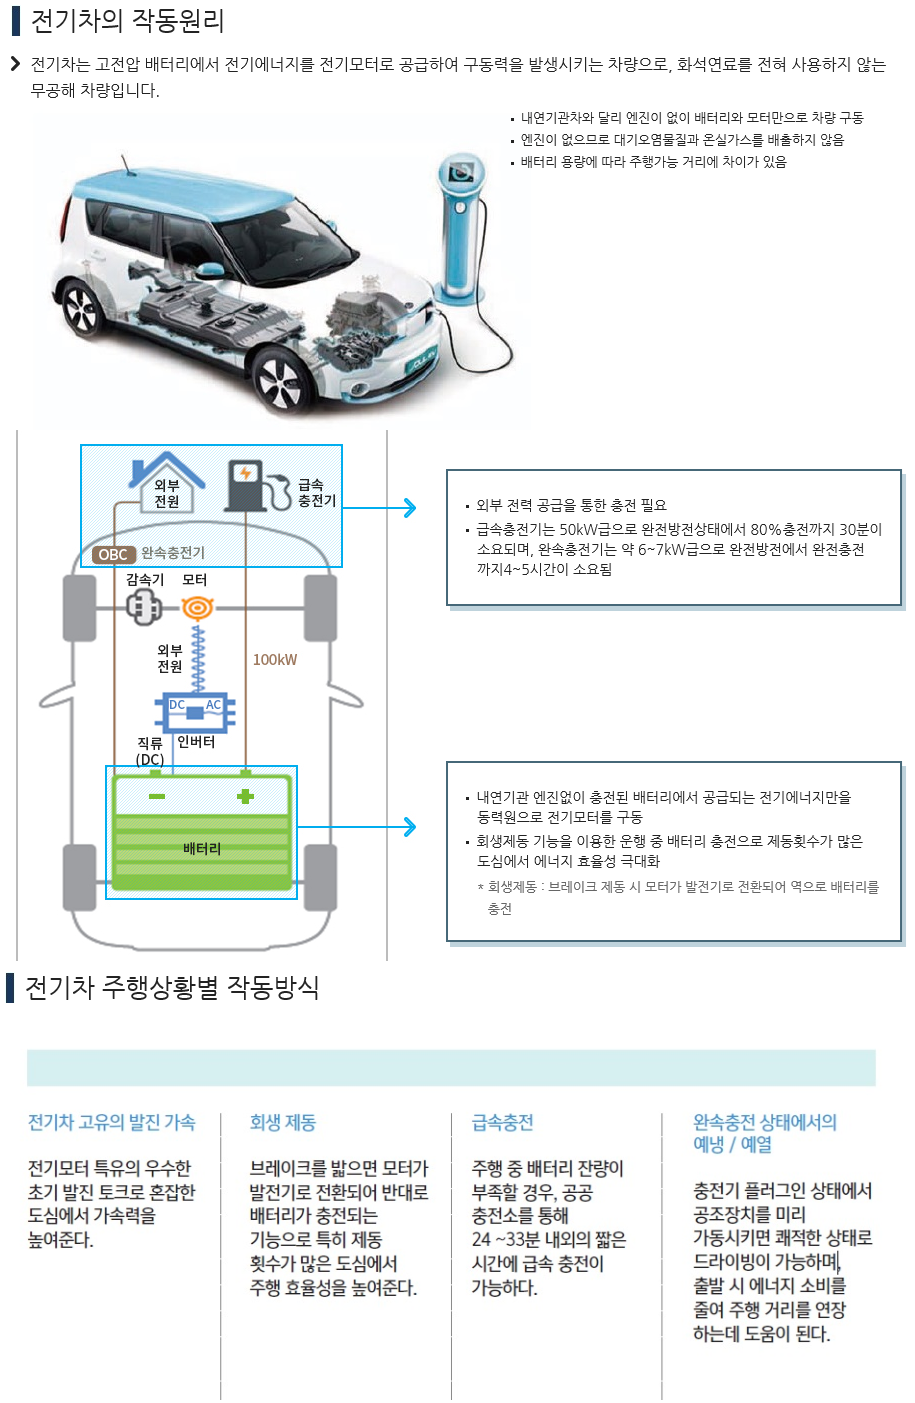 전기차의 작동원리
전기차는 고전압 배터리에서 전기에너지를 전기모터로 공급하여 구동력을 발생시키는 차량으로, 화석연료를 전혀 사용하지 않는
무공해 차량입니다.
내연기관차와 달리 엔진이 없이 배터리와 모터만으로 차량 구동
엔진이 없으므로 대기오염물질과 온실가스를 배출하지 않음
배터리 용량에 따라 주행가능 거리에 차이가 있음
외부
전원
급속
충전기
OBC 완속충전기
감속기 모터
외부
전원
100kW
DC AC
인버터
직류
(DC)
배터리
외부 전력 공급을 통한 충전 필요
급속충전기는 50kW급으로 완전방전상태에서 80%충전까지 30분이
소요되며, 완속충전기는 약 6~7kW급으로 완전방전에서 완전충전
까지4~5시간이 소요됨
내연기관 엔진없이 충전된 배터리에서 공급되는 전기에너지만을
동력원으로 전기모터를 구동
회생제동 기능을 이용한 운행 중 배터리 충전으로 제동횟수가 많은
도심에서 에너지 효율성 극대화
* 회생제동 : 브레이크 제동 시 모터가 발전기로 전환되어 역으로 배터리를
충전
전기차 주행상황별 작동방식
전기차 고유의 발진 가속
전기모터 특유의 우수한
초기 발진 토크로 혼잡한
도심에서 가속력을
높여준다.
회생 제동
브레이크를 밟으면 모터가
발전기로 전환되어 반대로
배터리가 충전되는
기능으로 특히 제동
횟수가 많은 도심에서
주행 효율성을 높여준다.
급속충전
주행 중 배터리 잔량이
부족할 경우, 공공
충전소를 통해
24 ~33분 내외의 짧은
시간에 급속 충전이
가능하다.
완속충전 상태에서의
예냉 / 예열
충전기 플러그인 상태에서
공조장치를 미리
가동시키면 쾌적한 상태로
드라이빙이 가능하며,
출발 시 에너지 소비를
줄여 주행 거리를 연장
하는데 도움이 된다.